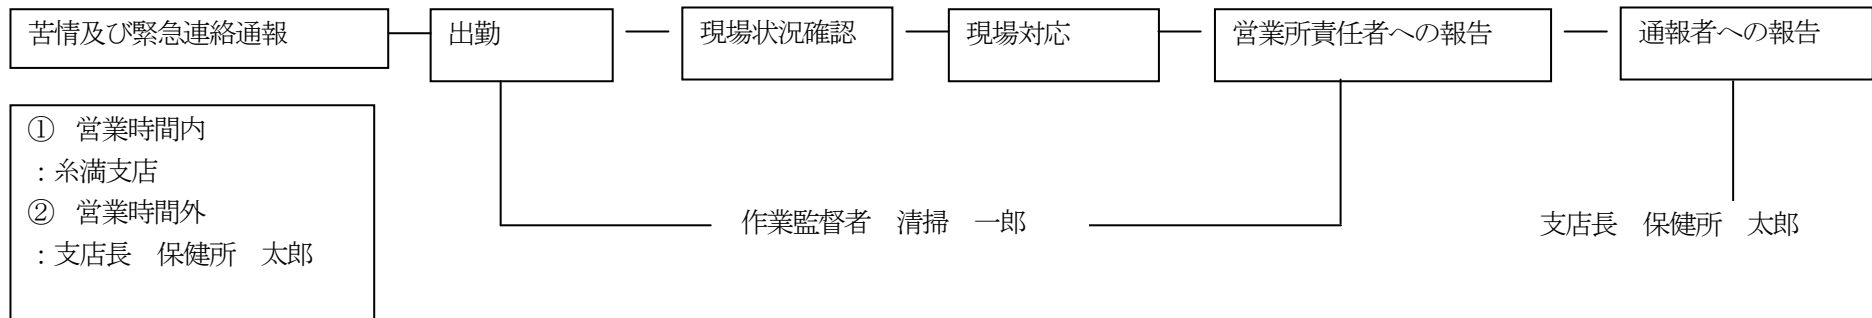 苦情及び緊急連絡通報
出勤
現場状況確認
現場対応
営業所責任者への報告
通報者への報告
① 営業時間内
：糸満支店
② 営業時間外
：支店長 保健所 太郎
作業監督者 清掃 一郎
支店長 保健所 太郎